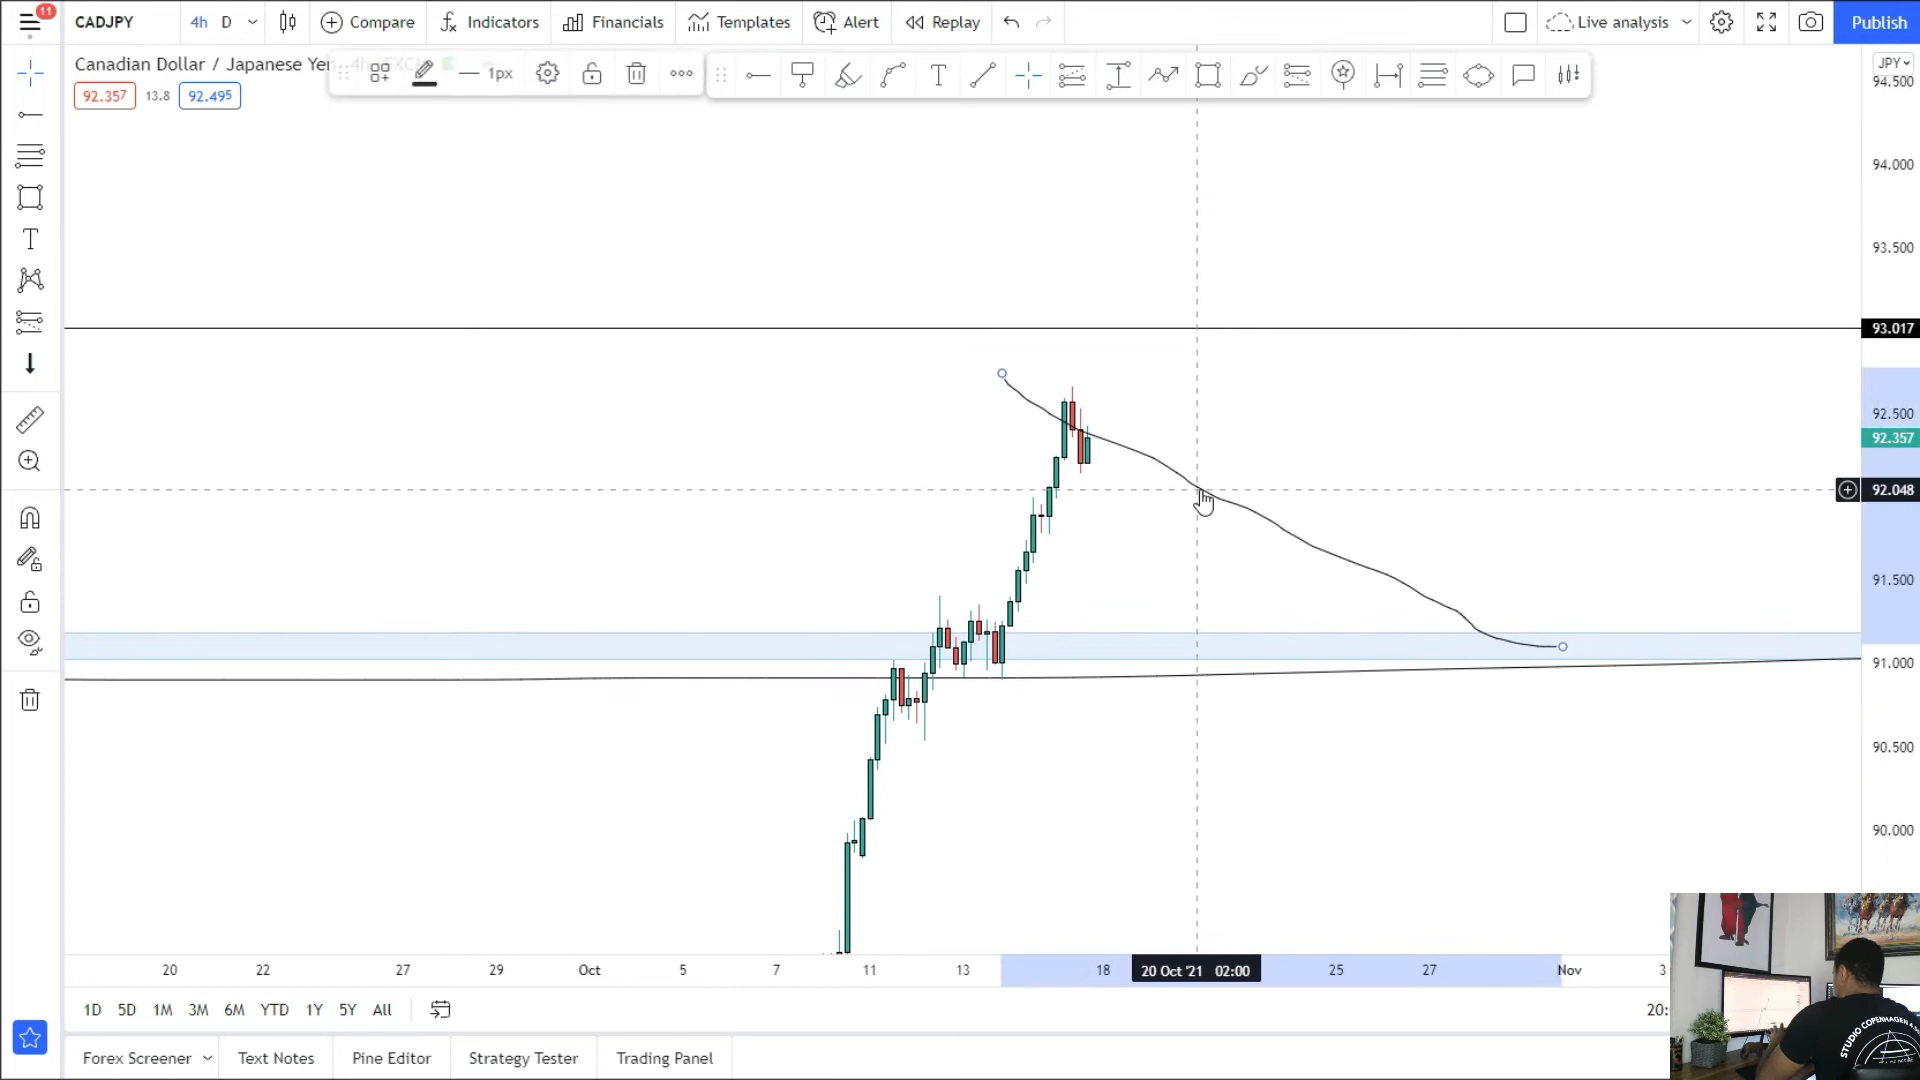 11
CADJPY 4h D Compare Indicators Financials Templates Alert Replay Live analysis Publish
Canadian Dollar / Japanese Yen
1px
T
JPY
92.357 13.8 92.495
94.500
94.000
93.500
93.017
92.500
92.357
92.048
91.500
91.000
90.500
90.000
T
20 22 27 29 Oct 5 7 11 13 18 20 Oct '21 02:00 25 27 Nov 3
1D 5D 1M 3M 6M YTD 1Y 5Y All 20:
Forex Screener Text Notes Pine Editor Strategy Tester Trading Panel
STUDIO COPENHAGEN